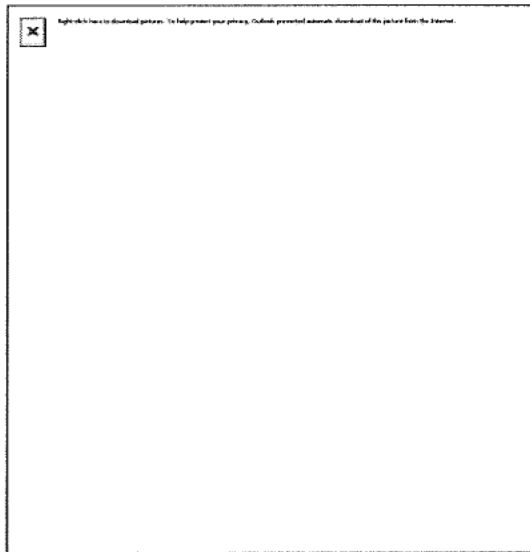 Right-click here to download pictures. To help protect your privacy, Outlook prevented automatic download of this picture from the Internet.